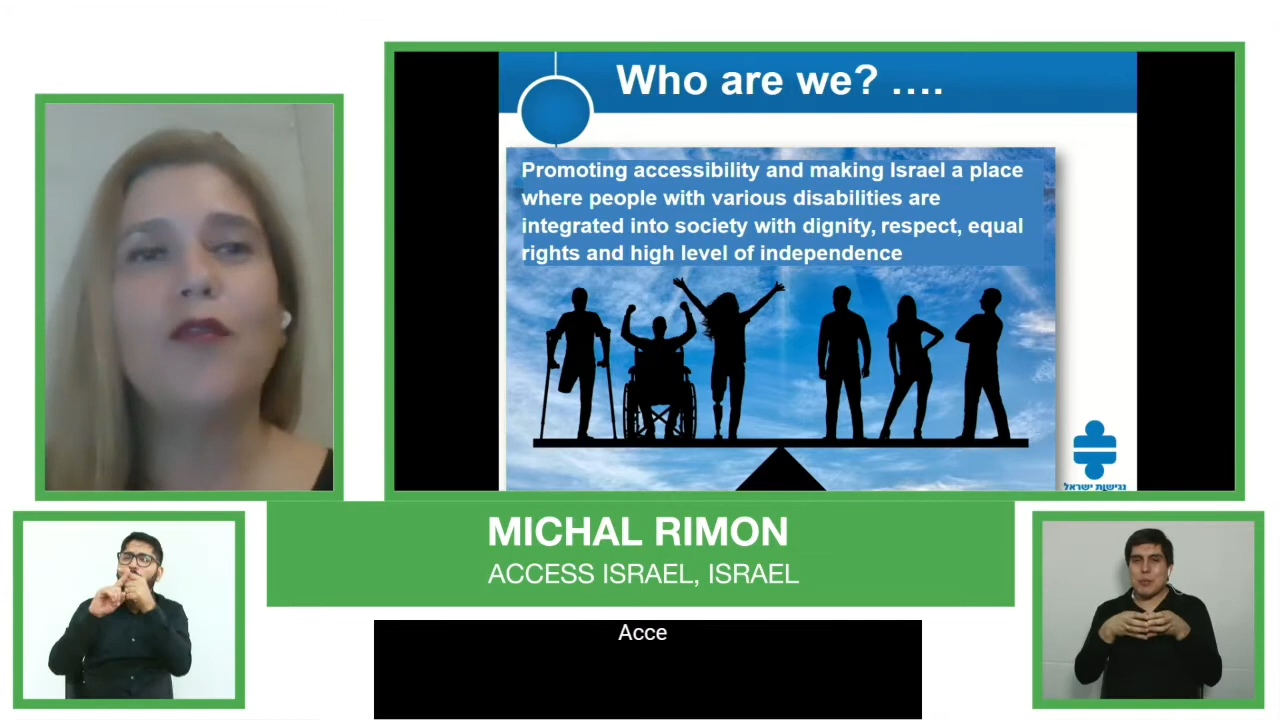 Who are we? ….
Promoting accessibility and making Israel a place
where people with various disabilities are
integrated into society with dignity, respect, equal
rights and high level of independence
נגישות ישראל
MICHAL RIMON
ACCESS ISRAEL, ISRAEL
Acce